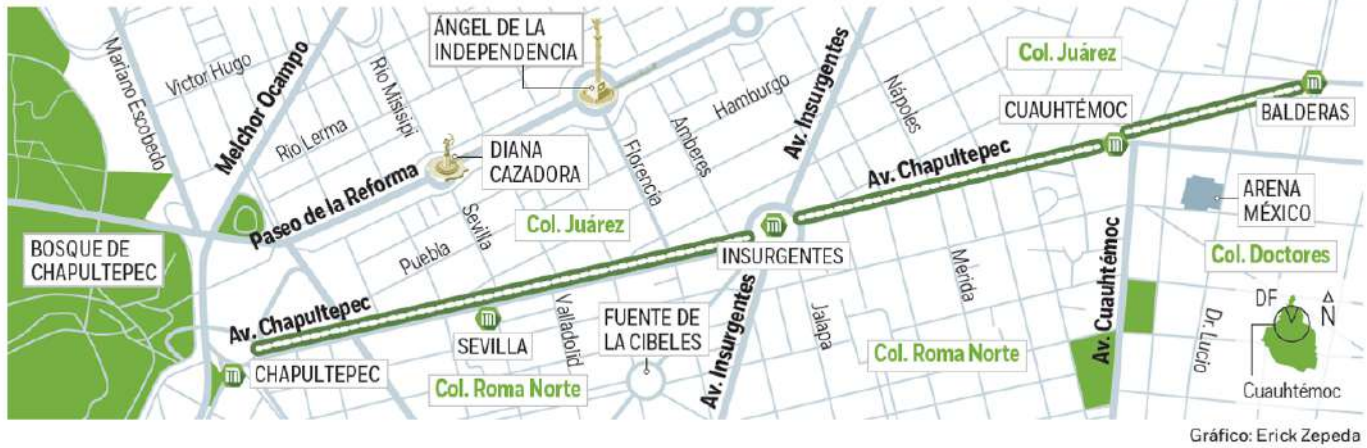 Mariano Escobedo
Victor Hugo
Melchor Ocampo
Río Lerma
Río Misisipi
ÁNGEL DE LA
INDEPENDENCIA
Paseo de la Reforma
DIANA
CAZADORA
Hamburgo
Amberes
Florencia
Av. Insurgentes
Nápoles
Col. Juárez
CUAUHTÉMOC
BALDERAS
Av. Chapultepec
ARENA
MÉXICO
BOSQUE DE
CHAPULTEPEC
Sevilla
Puebla
Col. Juárez
INSURGENTES
Merida
Av. Cuauhtémoc
Col. Doctores
Av. Chapultepec
CHAPULTEPEC
SEVILLA
Valladolid
FUENTE DE
LA CIBELES
Av. Insurgentes
Jalapa
Col. Roma Norte
Col. Roma Norte
Dr. Lucio
DF
N
Cuauhtémoc
Gráfico: Erick Zepeda